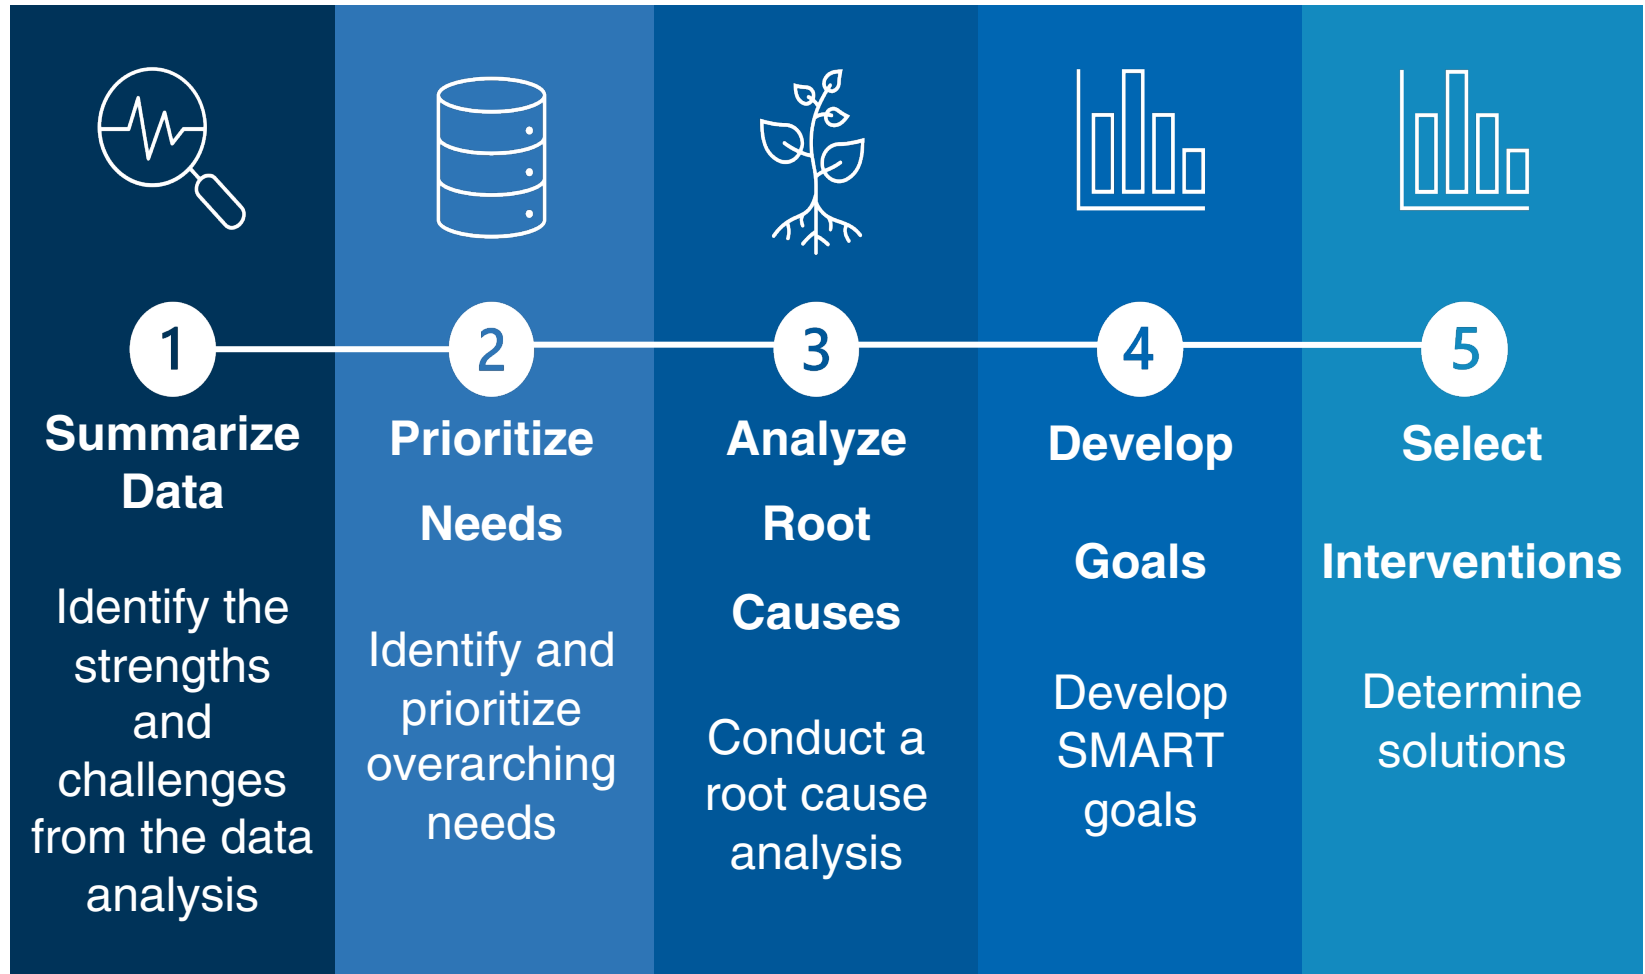 1
Summarize
Data
Identify the
strengths
and
challenges
from the data
analysis
2
Prioritize
Needs
Identify and
prioritize
overarching
needs
3
Analyze
Root
Causes
Conduct a
root cause
analysis
4
Develop
Goals
Develop
SMART
goals
5
Select
Interventions
Determine
solutions